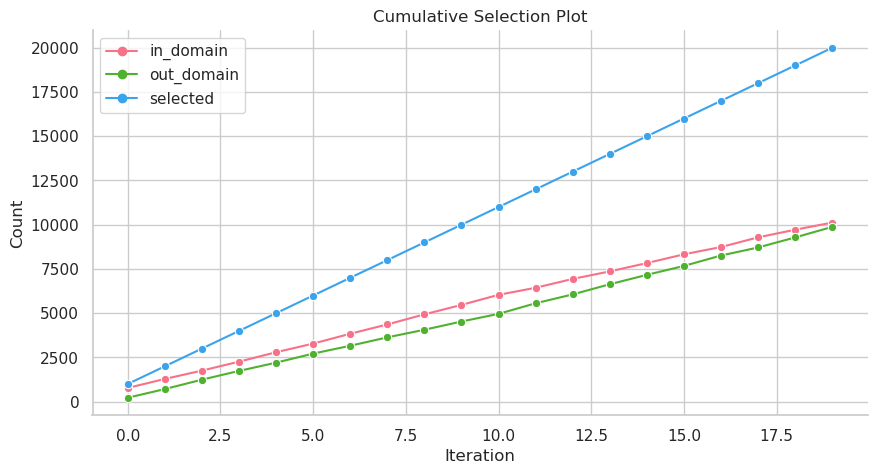 Cumulative Selection Plot
in_domain
out_domain
selected
20000
17500
15000
12500
10000
7500
5000
2500
0
Count
0.0 2.5 5.0 7.5 10.0 12.5 15.0 17.5
Iteration